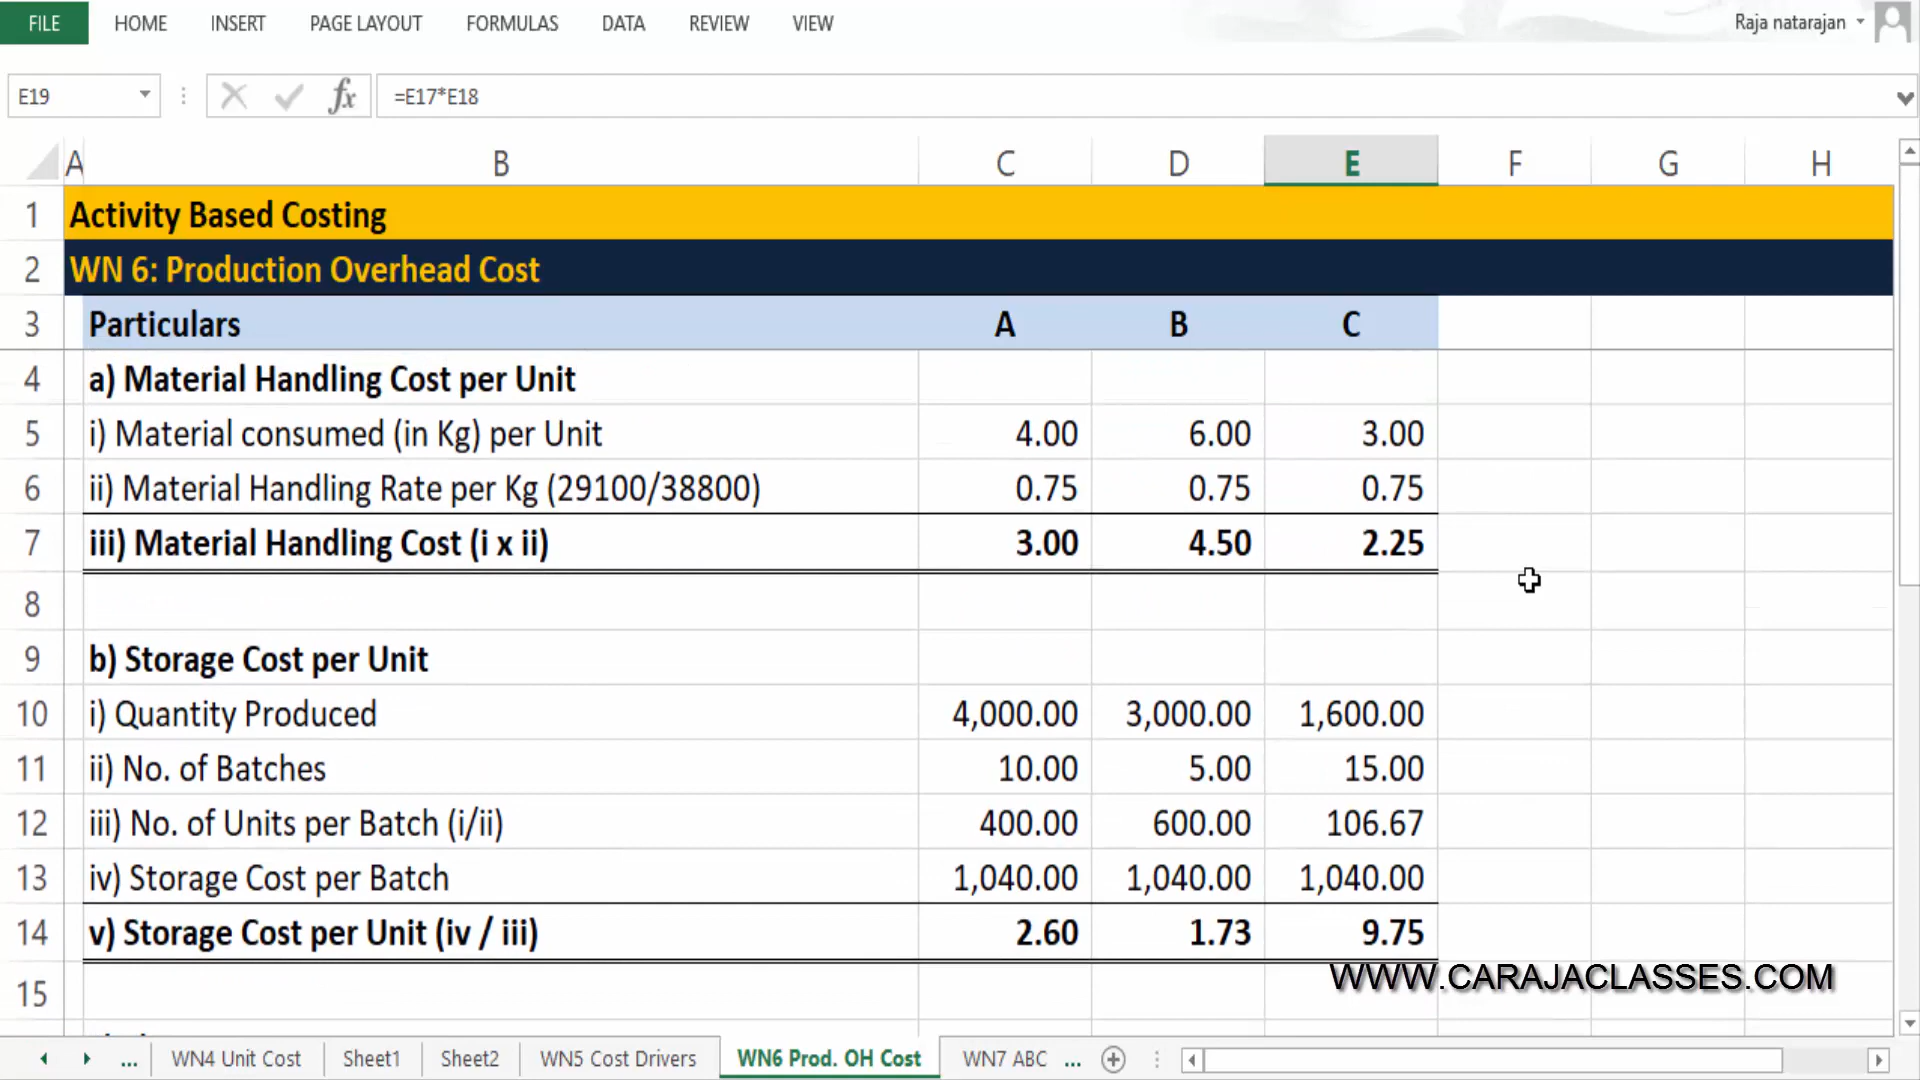 FILE HOME INSERT PAGE LAYOUT FORMULAS DATA REVIEW VIEW Raja natarajan
E19 fx =E17*E18
A B C D E F G H
1 Activity Based Costing
2 WN 6: Production Overhead Cost
3 Particulars A B C
4 a) Material Handling Cost per Unit
5 i) Material consumed (in Kg) per Unit 4.00 6.00 3.00
6 ii) Material Handling Rate per Kg (29100/38800) 0.75 0.75 0.75
7 iii) Material Handling Cost (i x ii) 3.00 4.50 2.25
8
9 b) Storage Cost per Unit
10 i) Quantity Produced 4,000.00 3,000.00 1,600.00
11 ii) No. of Batches 10.00 5.00 15.00
12 iii) No. of Units per Batch (i/ii) 400.00 600.00 106.67
13 iv) Storage Cost per Batch 1,040.00 1,040.00 1,040.00
14 v) Storage Cost per Unit (iv / iii) 2.60 1.73 9.75
WWW.CARAJACLASSES.COM
15
... WN4 Unit Cost Sheet1 Sheet2 WN5 Cost Drivers WN6 Prod. OH Cost WN7 ABC ...